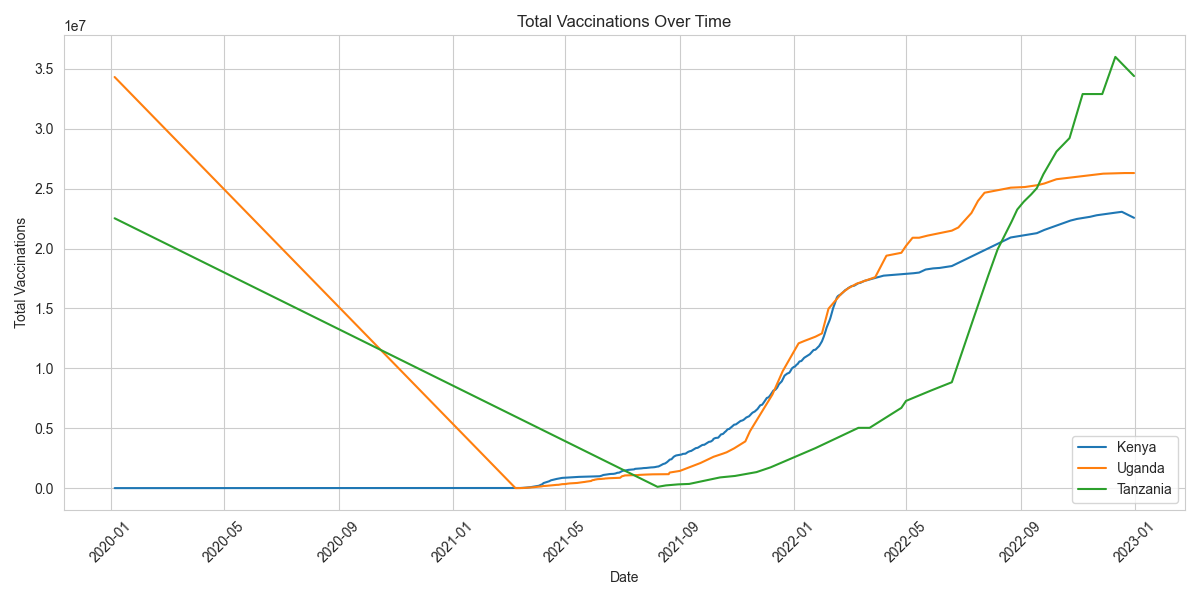 Total Vaccinations Over Time
1e7
3.5
3.0
2.5
2.0
1.5
1.0
0.5
0.0
Total Vaccinations
Kenya
Uganda
Tanzania
2020-01
2020-05
2020-09
2021-01
2021-05
2021-09
2022-01
2022-05
2022-09
2023-01
Date